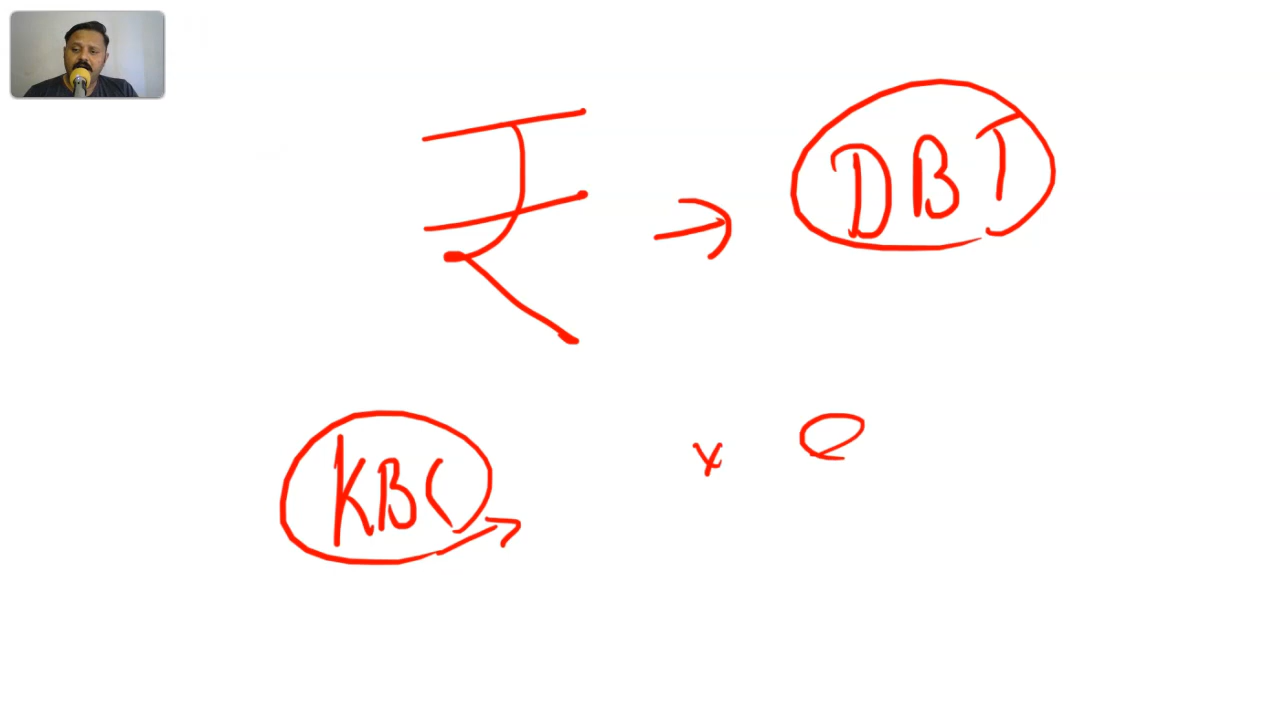 ₹ → DBT
KBC → x e